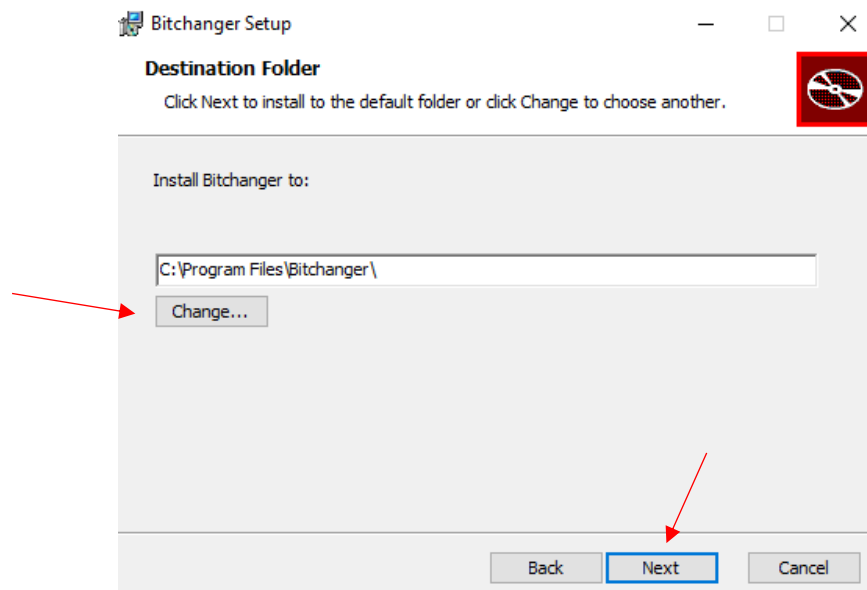 Bitchanger Setup
Destination Folder
Click Next to install to the default folder or click Change to choose another.
Install Bitchanger to:
C:\Program Files\Bitchanger\
Change...
Back Next Cancel